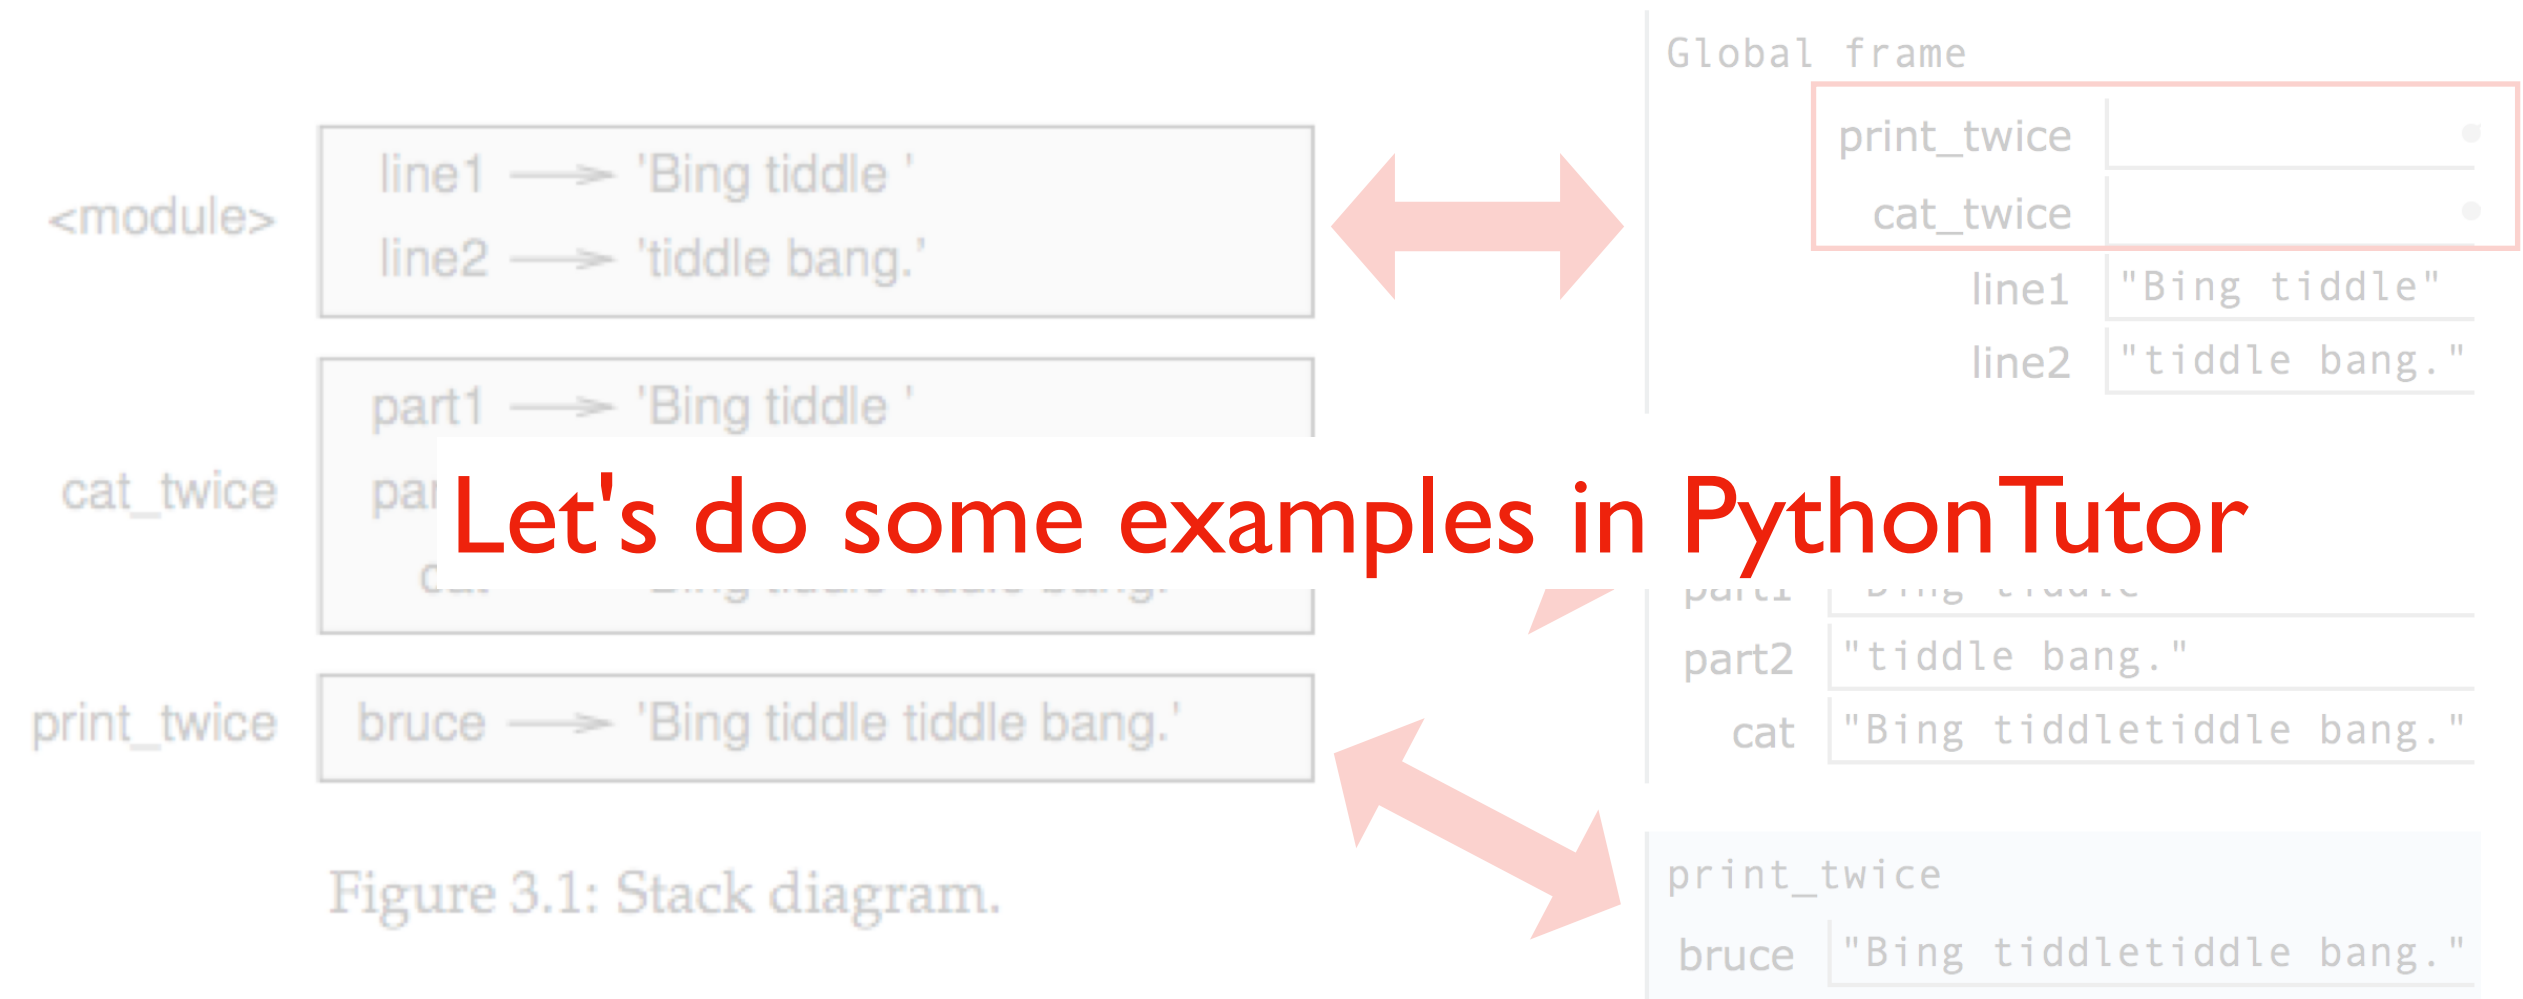 <module>
line1 'Bing tiddle '
line2 'tiddle bang.'
cat_twice
part1 'Bing tiddle '
print_twice
bruce 'Bing tiddle tiddle bang.'
Figure 3.1: Stack diagram.
Let's do some examples in PythonTutor
Global frame
print_twice
cat_twice
line1 "Bing tiddle"
line2 "tiddle bang."
part2 "tiddle bang."
cat "Bing tiddletiddle bang."
print_twice
bruce "Bing tiddletiddle bang."